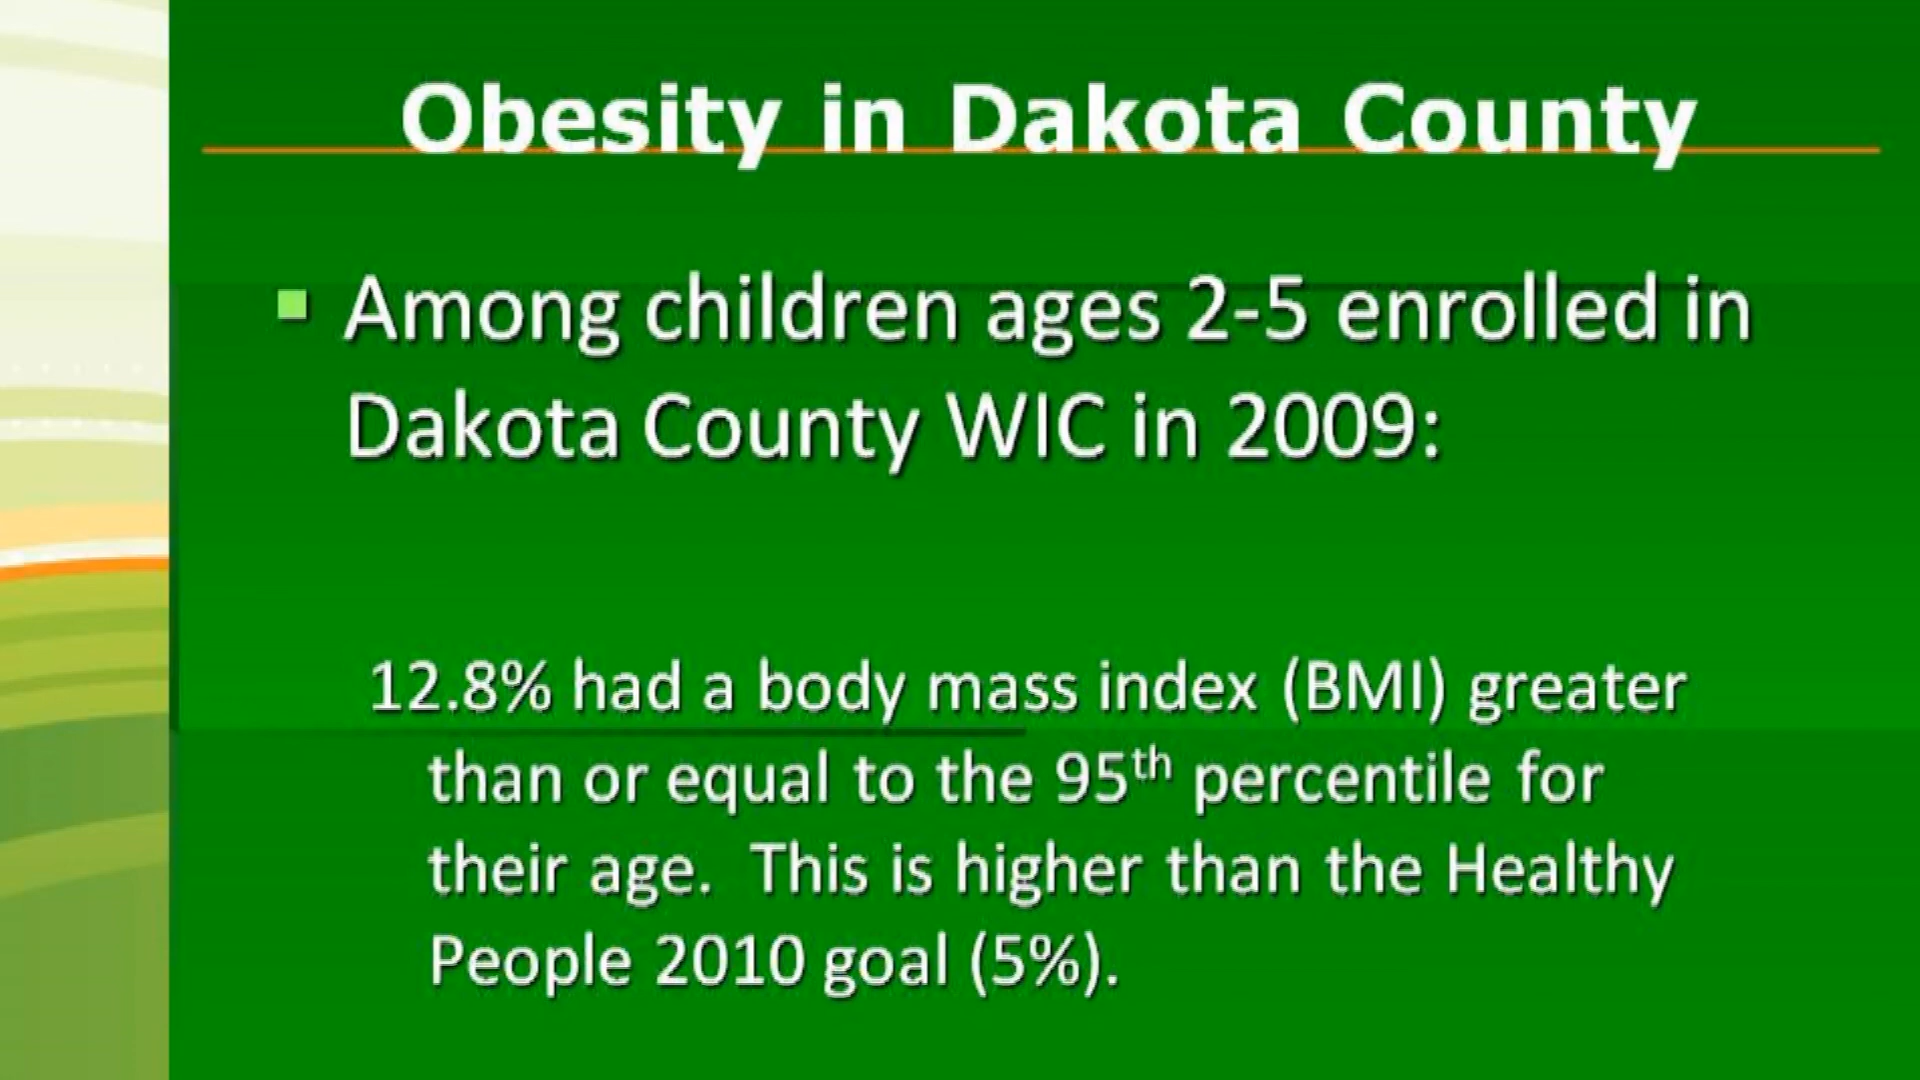 Obesity in Dakota County
Among children ages 2-5 enrolled in
Dakota County WIC in 2009:
12.8% had a body mass index (BMI) greater
than or equal to the 95th percentile for
their age.  This is higher than the Healthy
People 2010 goal (5%).